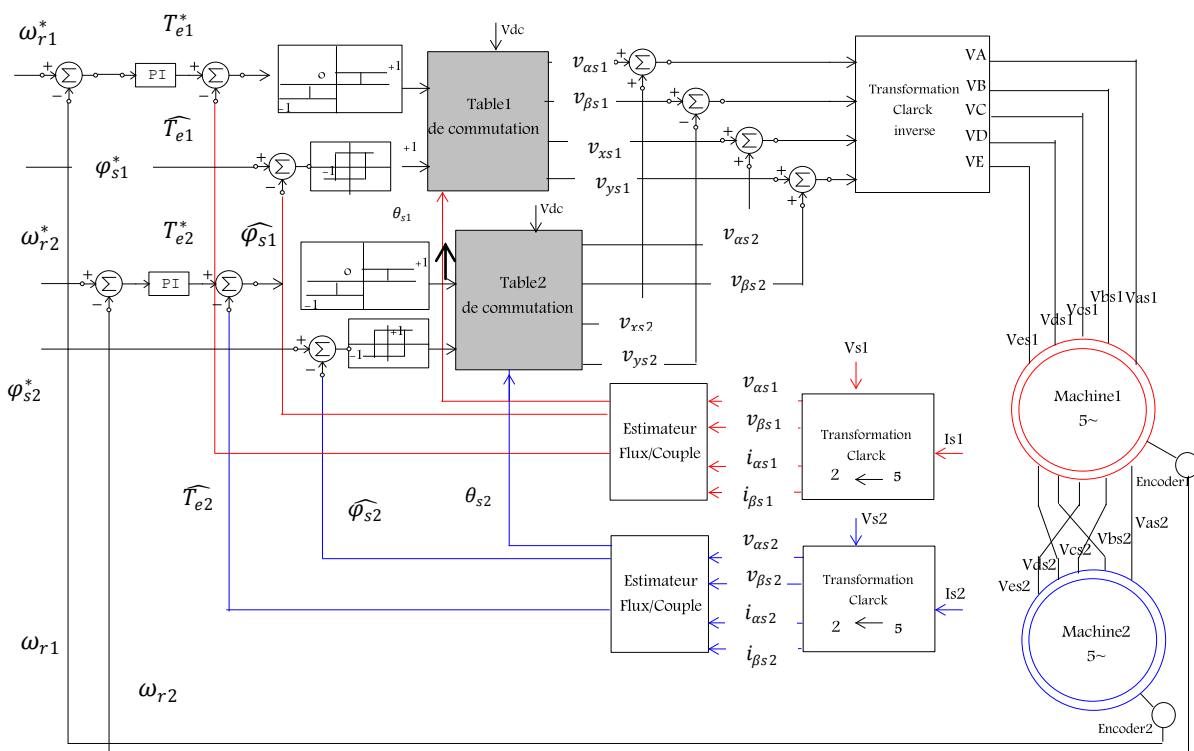 ω*r1
T*e1
PI
o
+1
-1
Vdc
Table1
de commutation
vαs1
vβs1
vxs1
vys1
Transformation
Clarck
inverse
VA
VB
VC
VD
VE
T̂e1
φ*s1
-1
+1
θs1
ω*r2
T*e2
φ̂s1
PI
o
+1
-1
Vdc
Table2
de commutation
vαs2
vβs2
vxs2
vys2
-1
+1
φ*s2
Ves1
Vds1
Vcs1
Vbs1
Vas1
Machine1
5~
Encoder1
Estimateur
Flux/Couple
vαs1
vβs1
iαs1
iβs1
Vs1
Transformation
Clarck
2 ← 5
Is1
T̂e2
φ̂s2
θs2
Estimateur
Flux/Couple
vαs2
vβs2
iαs2
iβs2
Vs2
Transformation
Clarck
2 ← 5
Is2
Ves2
Vds2
Vcs2
Vbs2
Vas2
Machine2
5~
Encoder2
ωr1
ωr2